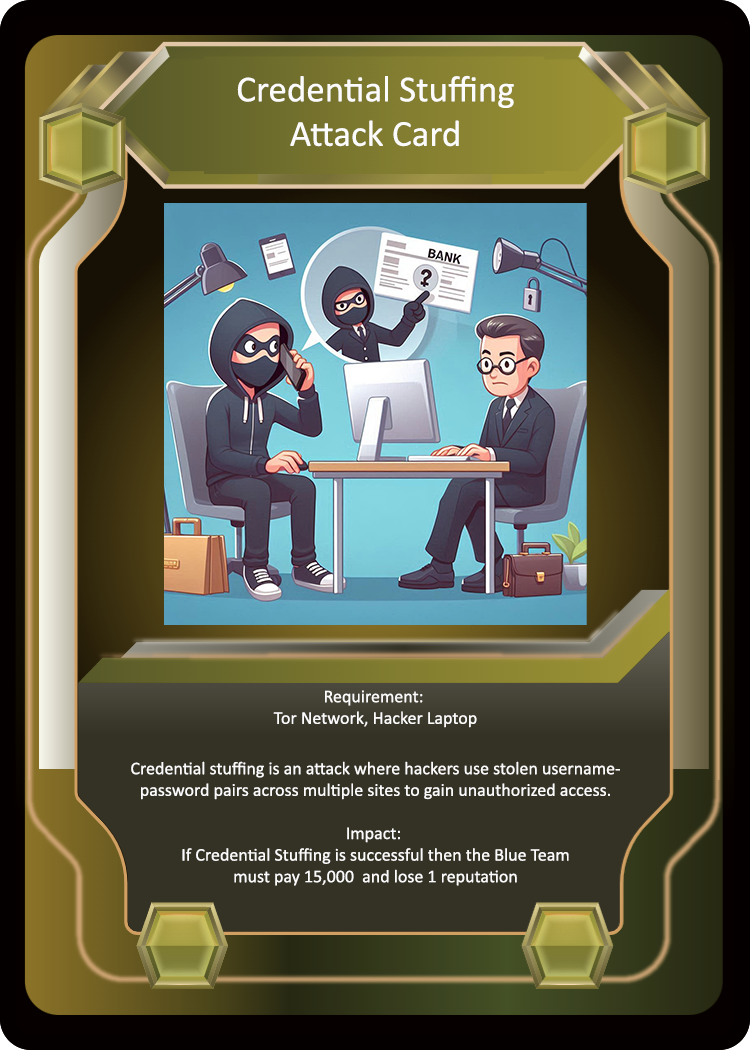 Credential Stuffing
Attack Card
BANK
?
Requirement:
Tor Network, Hacker Laptop
Credential stuffing is an attack where hackers use stolen username-
password pairs across multiple sites to gain unauthorized access.
Impact:
If Credential Stuffing is successful then the Blue Team
must pay 15,000  and lose 1 reputation